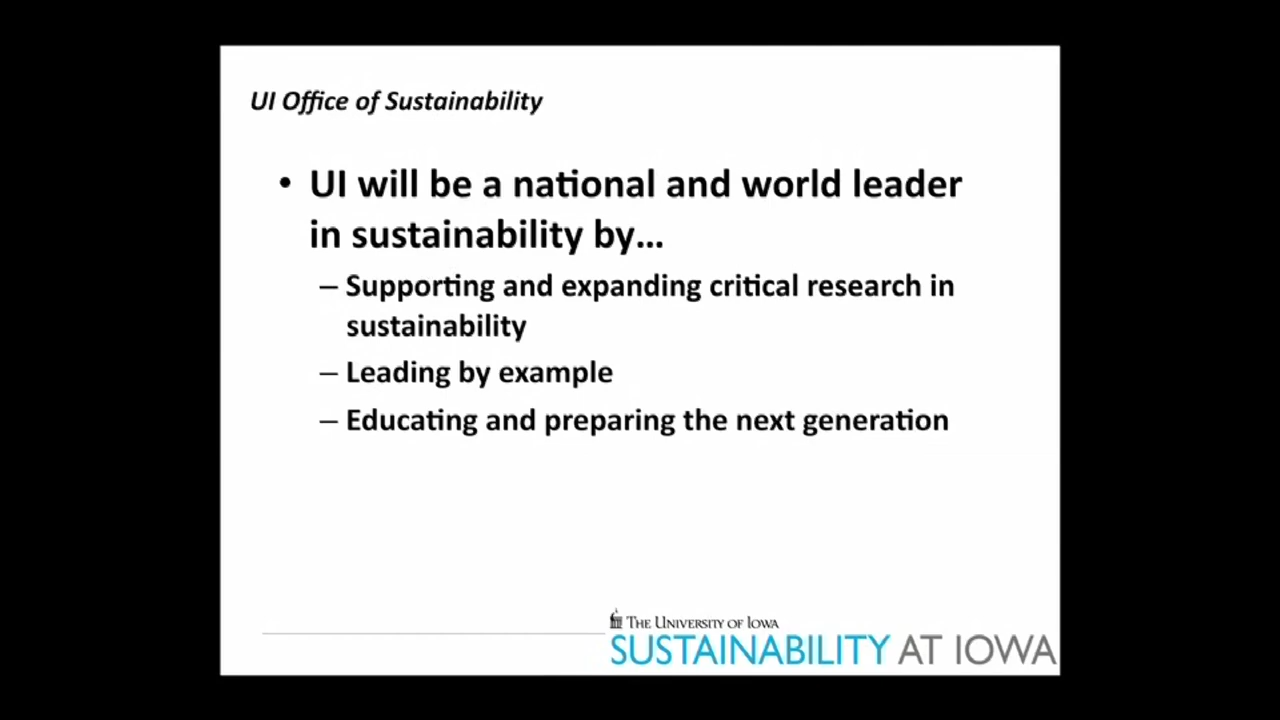 UI Office of Sustainability
• UI will be a national and world leader
in sustainability by...
– Supporting and expanding critical research in
sustainability
– Leading by example
– Educating and preparing the next generation
THE UNIVERSITY OF IOWA
SUSTAINABILITY AT IOWA